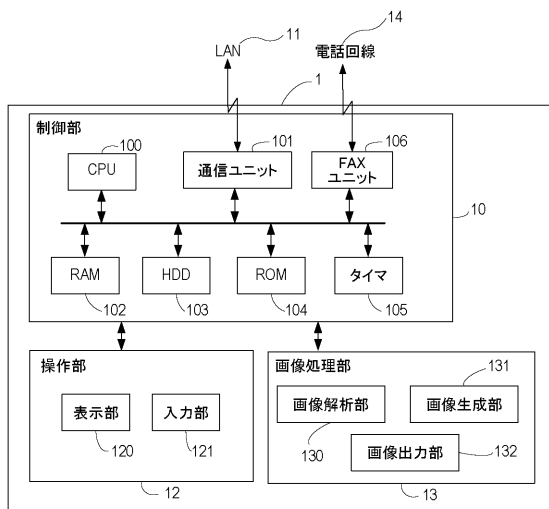 LAN
11
電話回線
14
1
制御部
100
CPU
101
通信ユニット
106
FAX
ユニット
10
RAM
102
HDD
103
ROM
104
タイマ
105
操作部
表示部
120
入力部
121
12
画像処理部
131
画像解析部
130
画像生成部
画像出力部
132
13